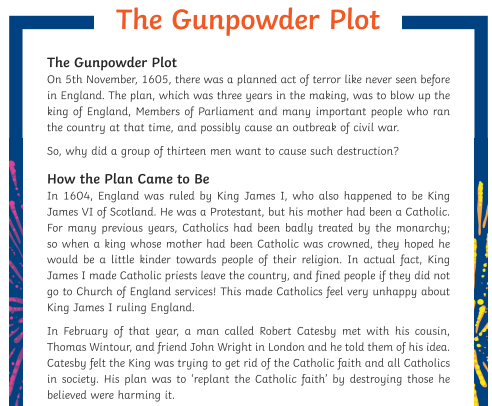 The Gunpowder Plot
The Gunpowder Plot
On 5th November, 1605, there was a planned act of terror like never seen before
in England. The plan, which was three years in the making, was to blow up the
king of England, Members of Parliament and many important people who ran
the country at that time, and possibly cause an outbreak of civil war.
So, why did a group of thirteen men want to cause such destruction?
How the Plan Came to Be
In 1604, England was ruled by King James I, who also happened to be King
James VI of Scotland. He was a Protestant, but his mother had been a Catholic.
For many previous years, Catholics had been badly treated by the monarchy;
so when a king whose mother had been Catholic was crowned, they hoped he
would be a little kinder towards people of their religion. In actual fact, King
James I made Catholic priests leave the country, and fined people if they did not
go to Church of England services! This made Catholics feel very unhappy about
King James I ruling England.
In February of that year, a man called Robert Catesby met with his cousin,
Thomas Wintour, and friend John Wright in London and he told them of his idea.
Catesby felt the King was trying to get rid of the Catholic faith and all Catholics
in society. His plan was to ‘replant the Catholic faith’ by destroying those he
believed were harming it.